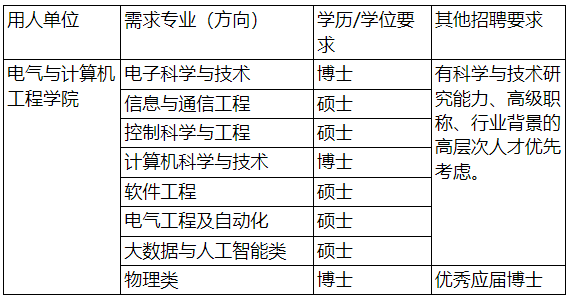 用人单位 需求专业（方向） 学历/学位要求 其他招聘要求
电气与计算机工程学院
电子科学与技术 博士
信息与通信工程 硕士
控制科学与工程 硕士
计算机科学与技术 博士
软件工程 硕士
电气工程及自动化 硕士
大数据与人工智能类 硕士
有科学与技术研
究能力、高级职
称、行业背景的
高层次人才优先
考虑。
物理类 博士 优秀应届博士